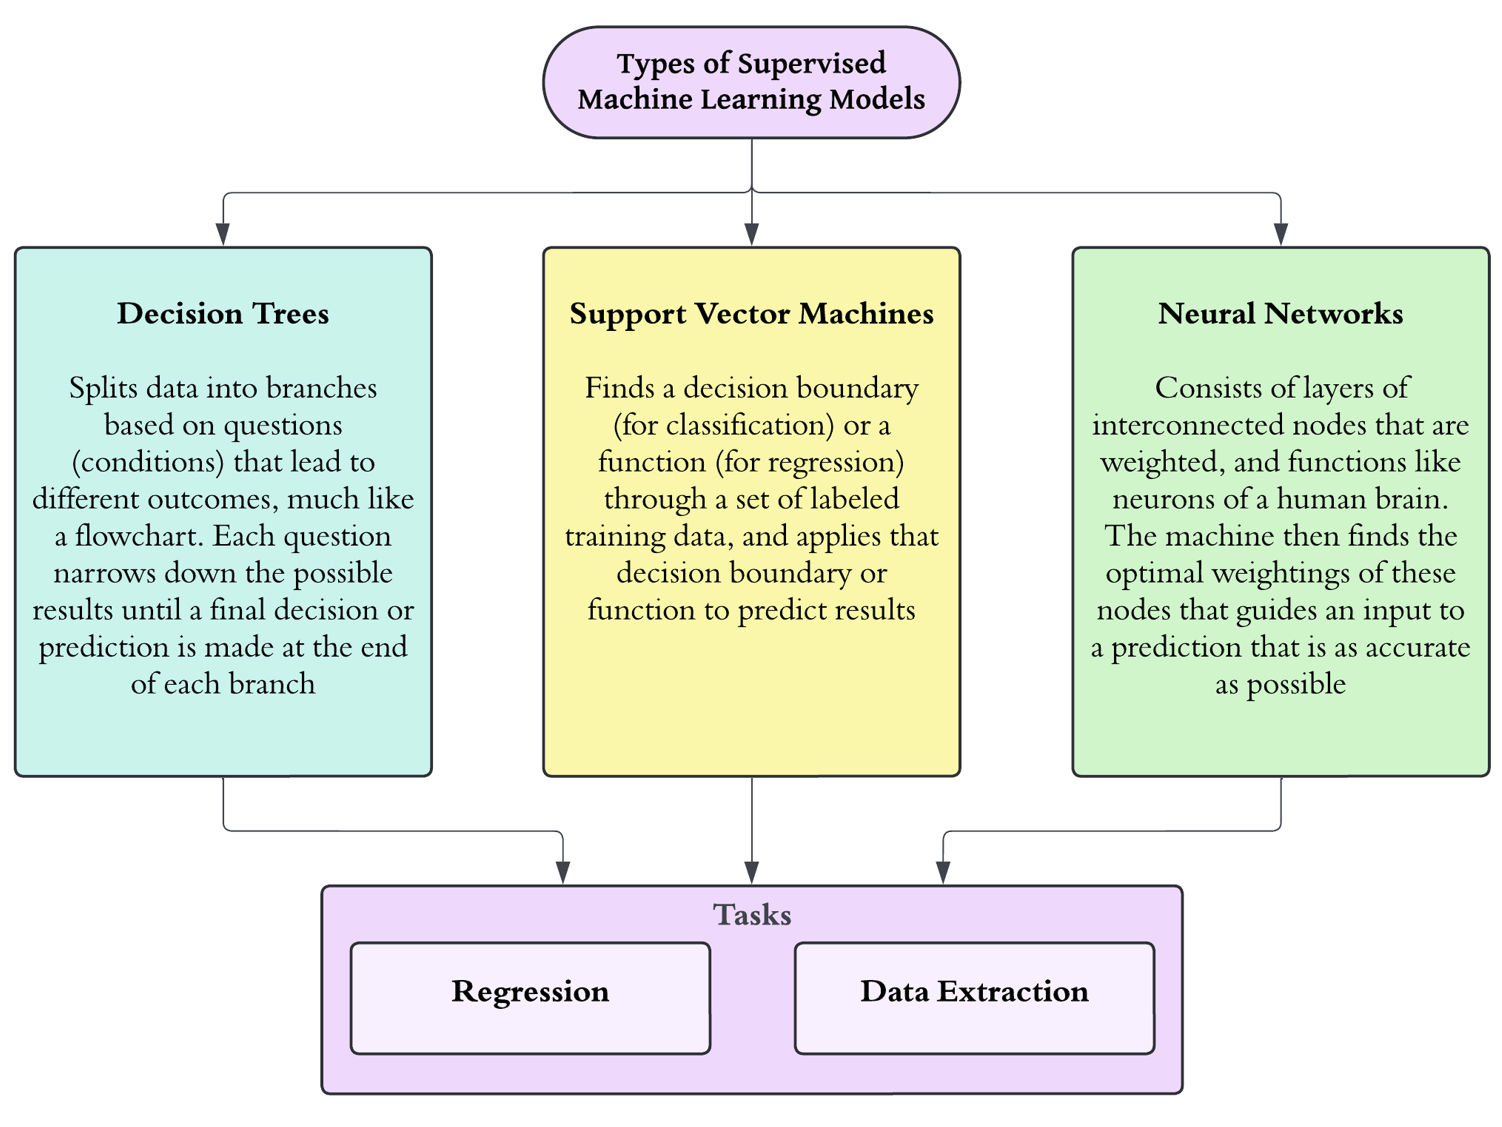 Types of Supervised
Machine Learning Models
Decision Trees
Splits data into branches
based on questions
(conditions) that lead to
different outcomes, much like
a flowchart. Each question
narrows down the possible
results until a final decision or
prediction is made at the end
of each branch
Support Vector Machines
Finds a decision boundary
(for classification) or a
function (for regression)
through a set of labeled
training data, and applies that
decision boundary or
function to predict results
Neural Networks
Consists of layers of
interconnected nodes that are
weighted, and functions like
neurons of a human brain.
The machine then finds the
optimal weightings of these
nodes that guides an input to
a prediction that is as accurate
as possible
Tasks
Regression
Data Extraction